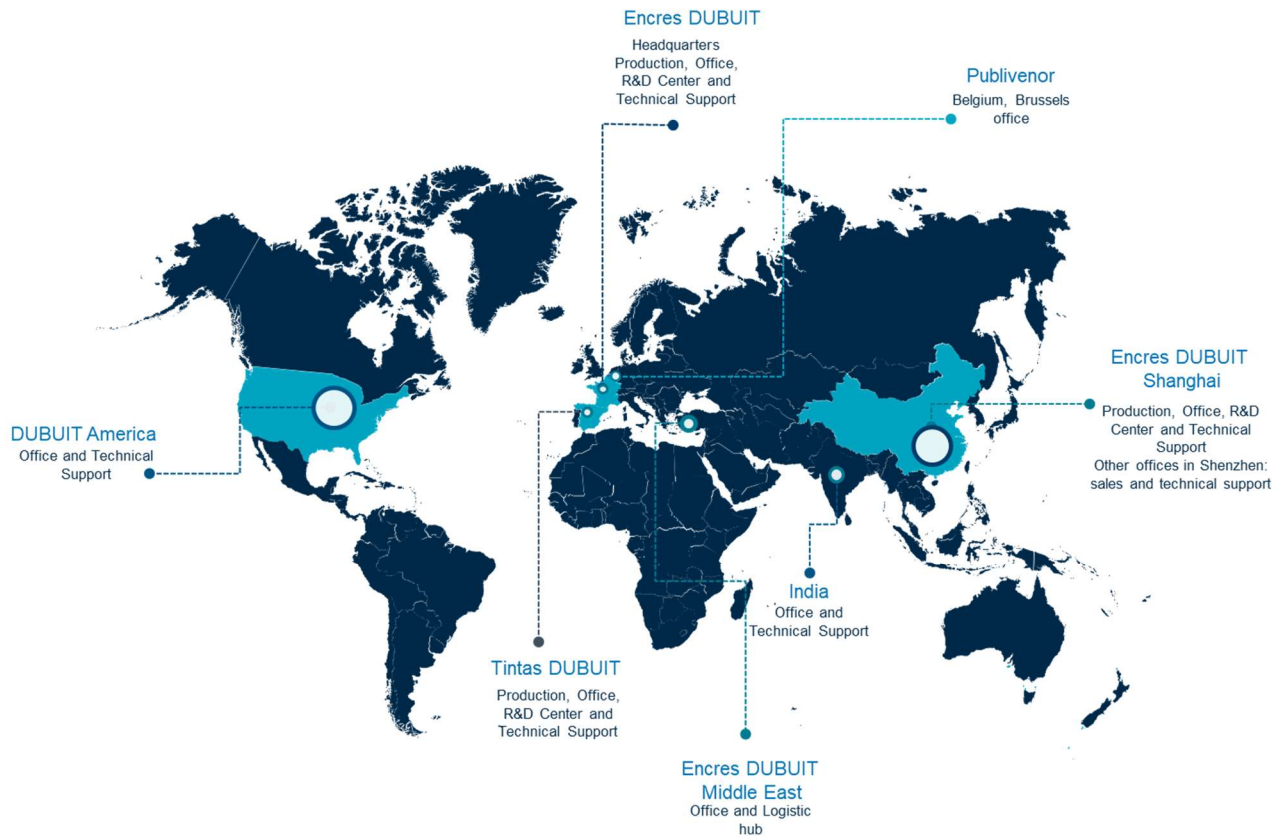 Encres DUBUIT
Headquarters
Production, Office,
R&D Center and
Technical Support
Publivenor
Belgium, Brussels
office
Encres DUBUIT
Shanghai
Production, Office, R&D
Center and Technical
Support
Other offices in Shenzhen:
sales and technical support
DUBUIT America
Office and Technical
Support
India
Office and
Technical Support
Tintas DUBUIT
Production, Office,
R&D Center and
Technical Support
Encres DUBUIT
Middle East
Office and Logistic
hub